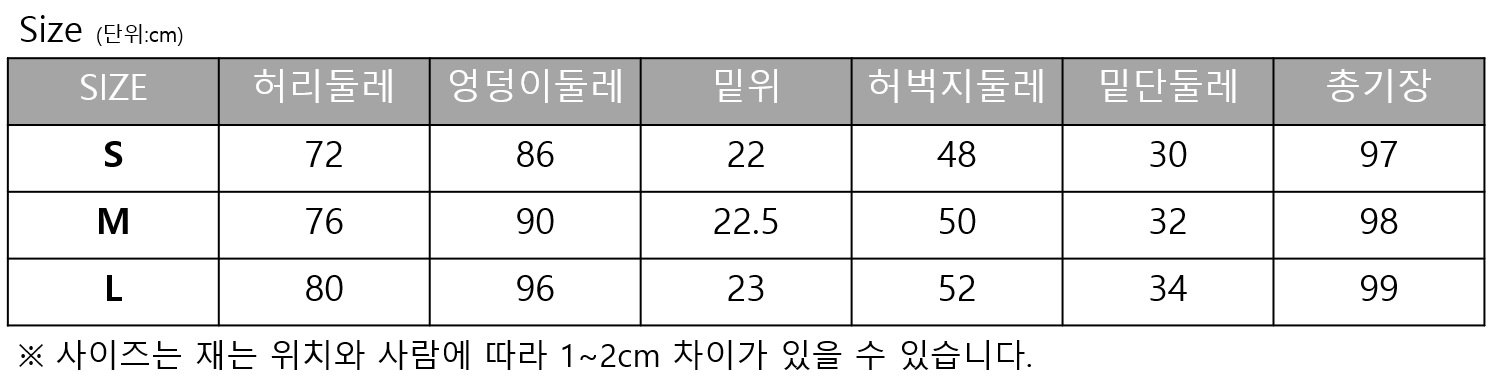 Size (단위:cm)
SIZE 허리둘레 엉덩이둘레 밑위 허벅지둘레 밑단둘레 총기장
S 72 86 22 48 30 97
M 76 90 22.5 50 32 98
L 80 96 23 52 34 99
※ 사이즈는 재는 위치와 사람에 따라 1~2cm 차이가 있을 수 있습니다.